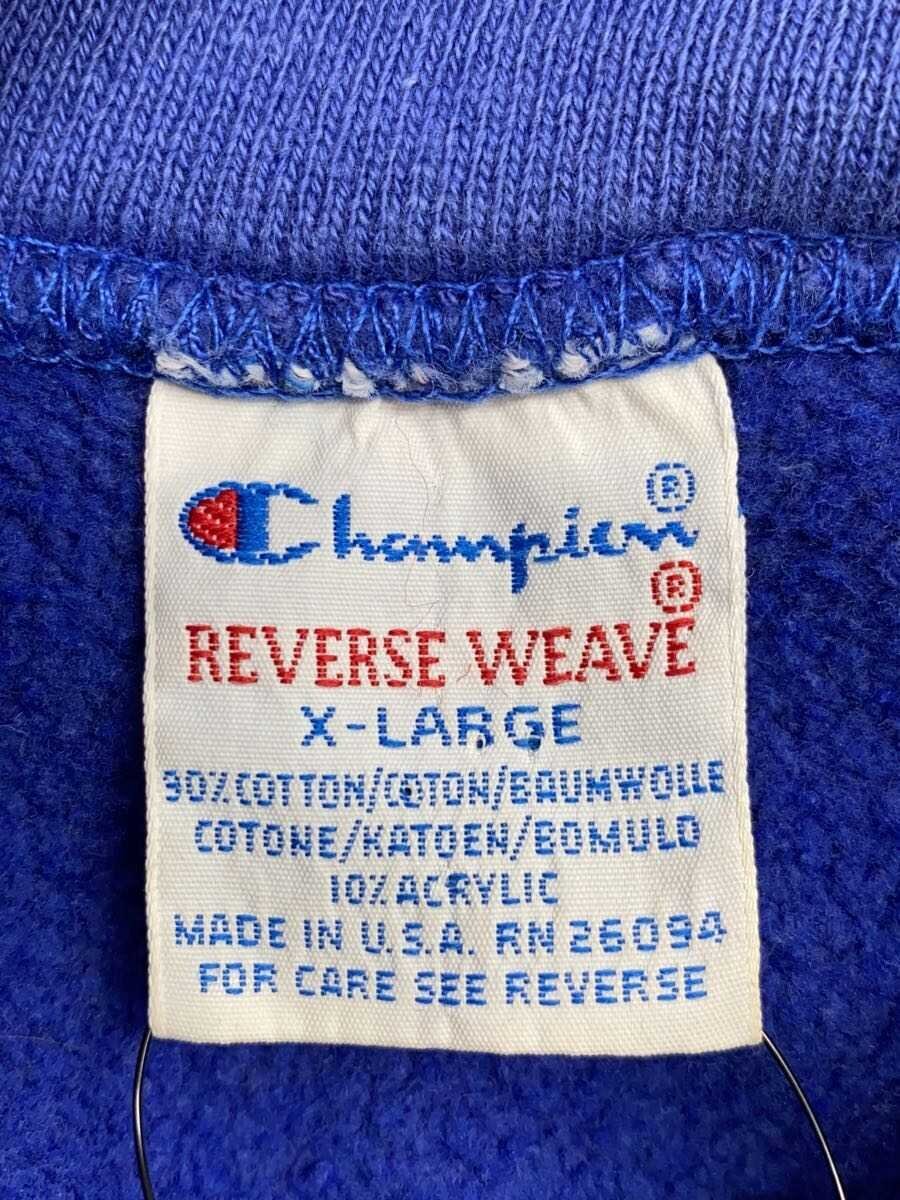 Champion®
REVERSE WEAVE®
X-LARGE
90% COTTON/COTON/BAUMWOLLE
COTONE/KATOEN/BOMULD
10% ACRYLIC
MADE IN U.S.A. RN 26094
FOR CARE SEE REVERSE